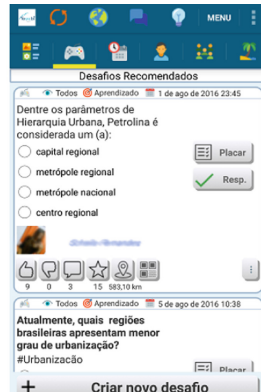 MENU
Desafios Recomendados
Todos Aprendizado 1 de ago de 2016 23:45
Dentre os parâmetros de
Hierarquia Urbana, Petrolina é
considerada um (a):
capital regional
metrópole regional
metrópole nacional
centro regional
Placar
Resp.
9 0 3 15 583,10 km
Todos Aprendizado 5 de ago de 2016 10:38
Atualmente, quais regiões
brasileiras apresentam menor
grau de urbanização?
#Urbanização
Placar
+ Criar novo desafio